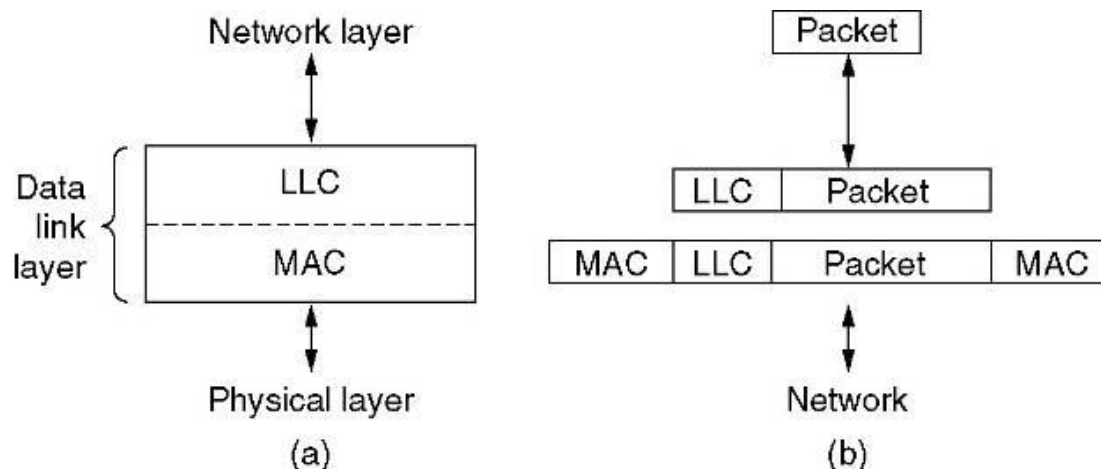 Network layer
Data
link
layer
LLC
MAC
Physical layer
(a)
Packet
LLC Packet
MAC LLC Packet MAC
Network
(b)